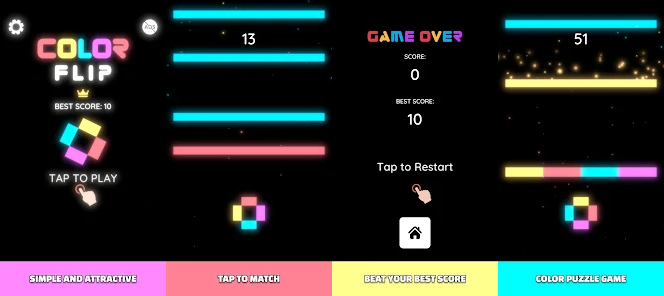 COLOR
FLIP
BEST SCORE: 10
TAP TO PLAY
SIMPLE AND ATTRACTIVE
13
TAP TO MATCH
GAME OVER
SCORE:
0
BEST SCORE:
10
Tap to Restart
BEAT YOUR BEST SCORE
51
COLOR PUZZLE GAME